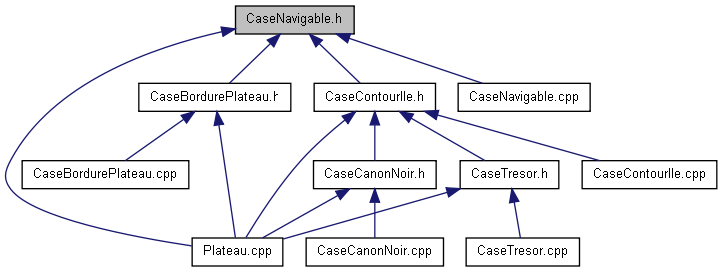 CaseNavigable.h
CaseBordurePlateau.h
CaseContourIle.h
CaseNavigable.cpp
CaseBordurePlateau.cpp
CaseCanonNoir.h
CaseTresor.h
CaseContourIle.cpp
Plateau.cpp
CaseCanonNoir.cpp
CaseTresor.cpp